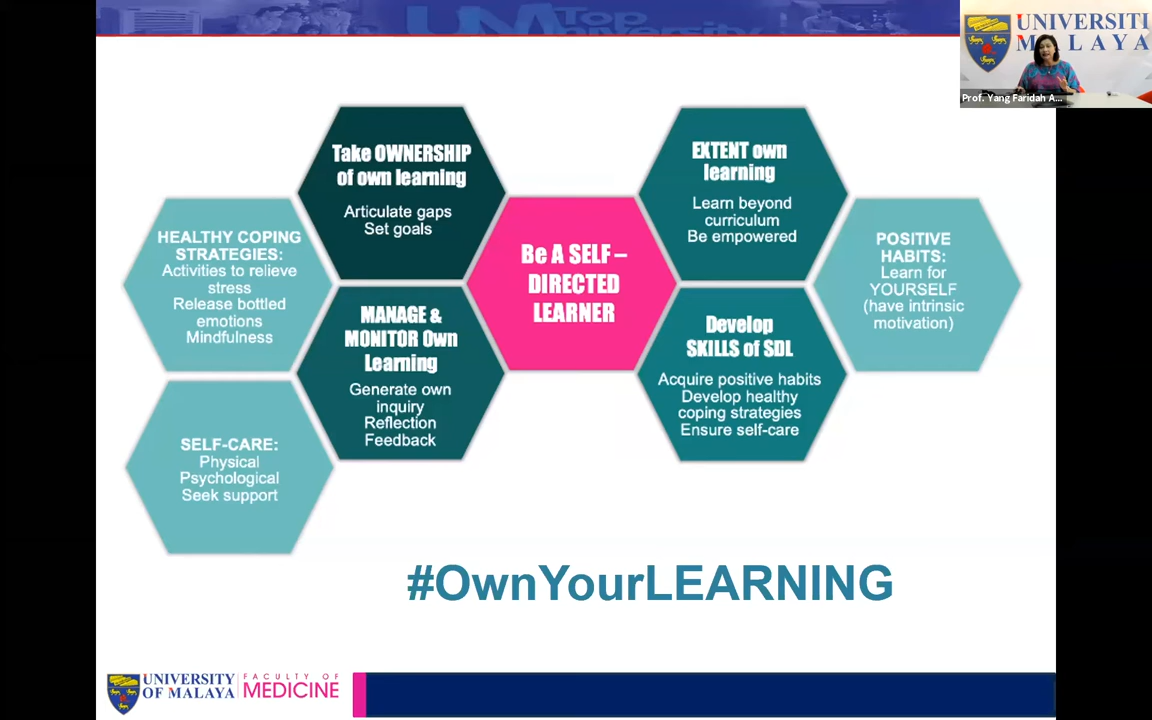 UM Top
University
UNIVERSITI
MALAYA
Prof. Yang Faridah A...
Take OWNERSHIP
of own learning
Articulate gaps
Set goals
EXTENT own
learning
Learn beyond
curriculum
Be empowered
HEALTHY COPING
STRATEGIES:
Activities to relieve
stress
Release bottled
emotions
Mindfulness
Be A SELF –
DIRECTED
LEARNER
POSITIVE
HABITS:
Learn for
YOURSELF
(have intrinsic
motivation)
MANAGE &
MONITOR Own
Learning
Generate own
inquiry
Reflection
Feedback
Develop
SKILLS of SDL
Acquire positive habits
Develop healthy
coping strategies
Ensure self-care
SELF-CARE:
Physical
Psychological
Seek support
#OwnYourLEARNING
UNIVERSITY
OF MALAYA
FACULTY OF
MEDICINE